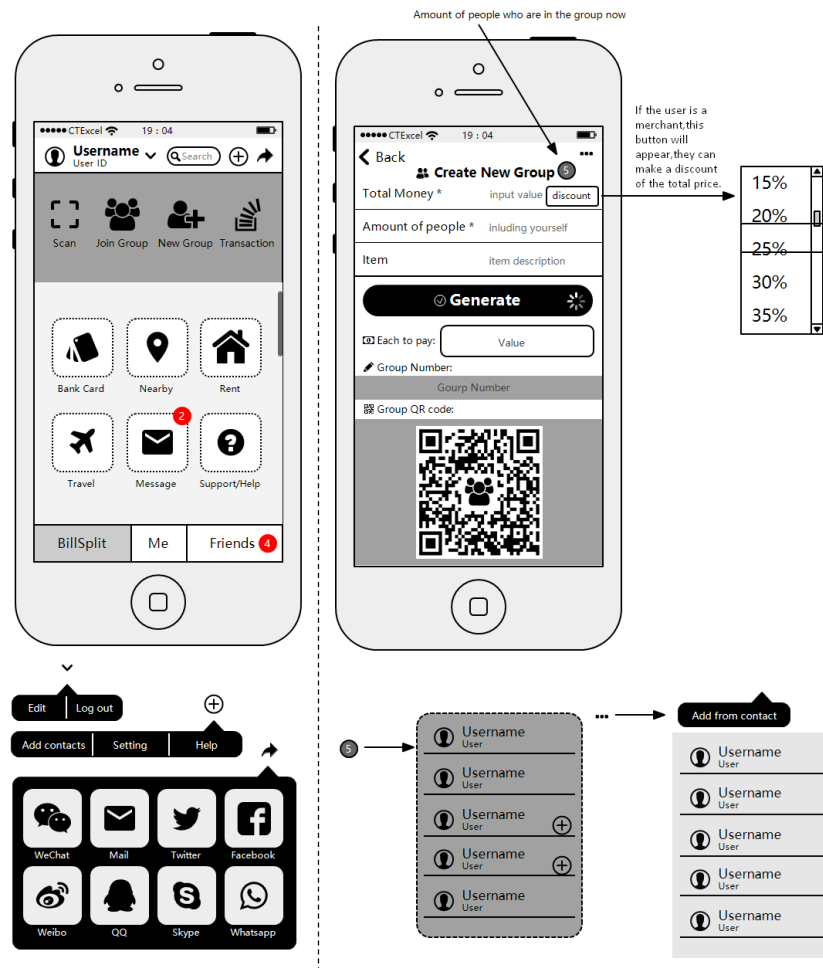 Amount of people who are in the group now
CTExcel 19 : 04
Username
User ID
Search
Scan Join Group New Group Transaction
Bank Card Nearby Rent
2
Travel Message Support/Help
BillSplit Me Friends 4
CTExcel 19 : 04
Back
Create New Group 5
Total Money * input value discount
Amount of people * inluding yourself
Item item description
Generate
Each to pay: Value
Group Number:
Gourp Number
Group QR code:
If the user is a
merchant,this
button will
appear,they can
make a discount
of the total price.
15%
20%
25%
30%
35%
Edit Log out
Add contacts Setting Help
WeChat Mail Twitter Facebook
Weibo QQ Skype Whatsapp
5
Username
User
Username
User
Username
User
Username
User
Username
User
Add from contact
Username
User
Username
User
Username
User
Username
User
Username
User